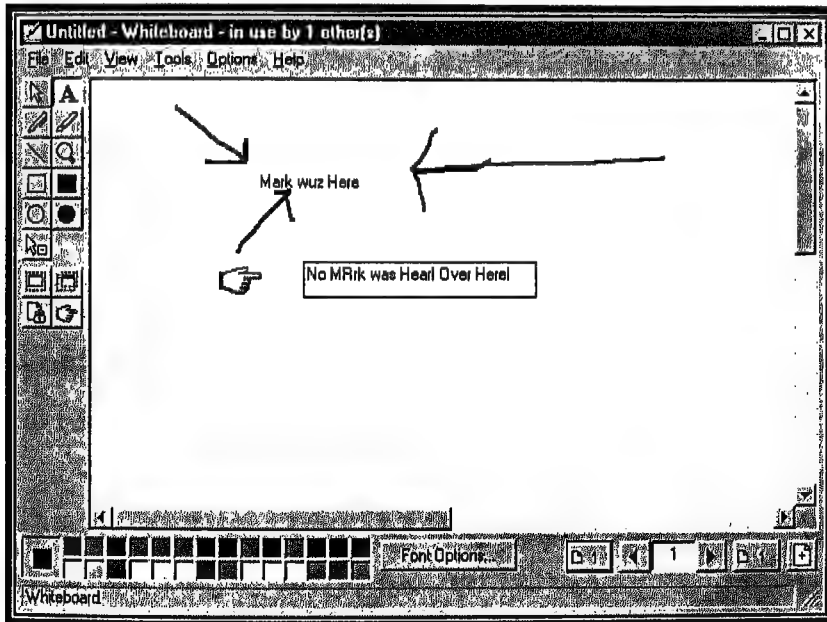 Untitled - Whiteboard - in use by 1 other(s)
File Edit View Tools Options Help
A
Mark wuz Here
No MRrk was Hearl Over Here!
Font Options...
1
Whiteboard